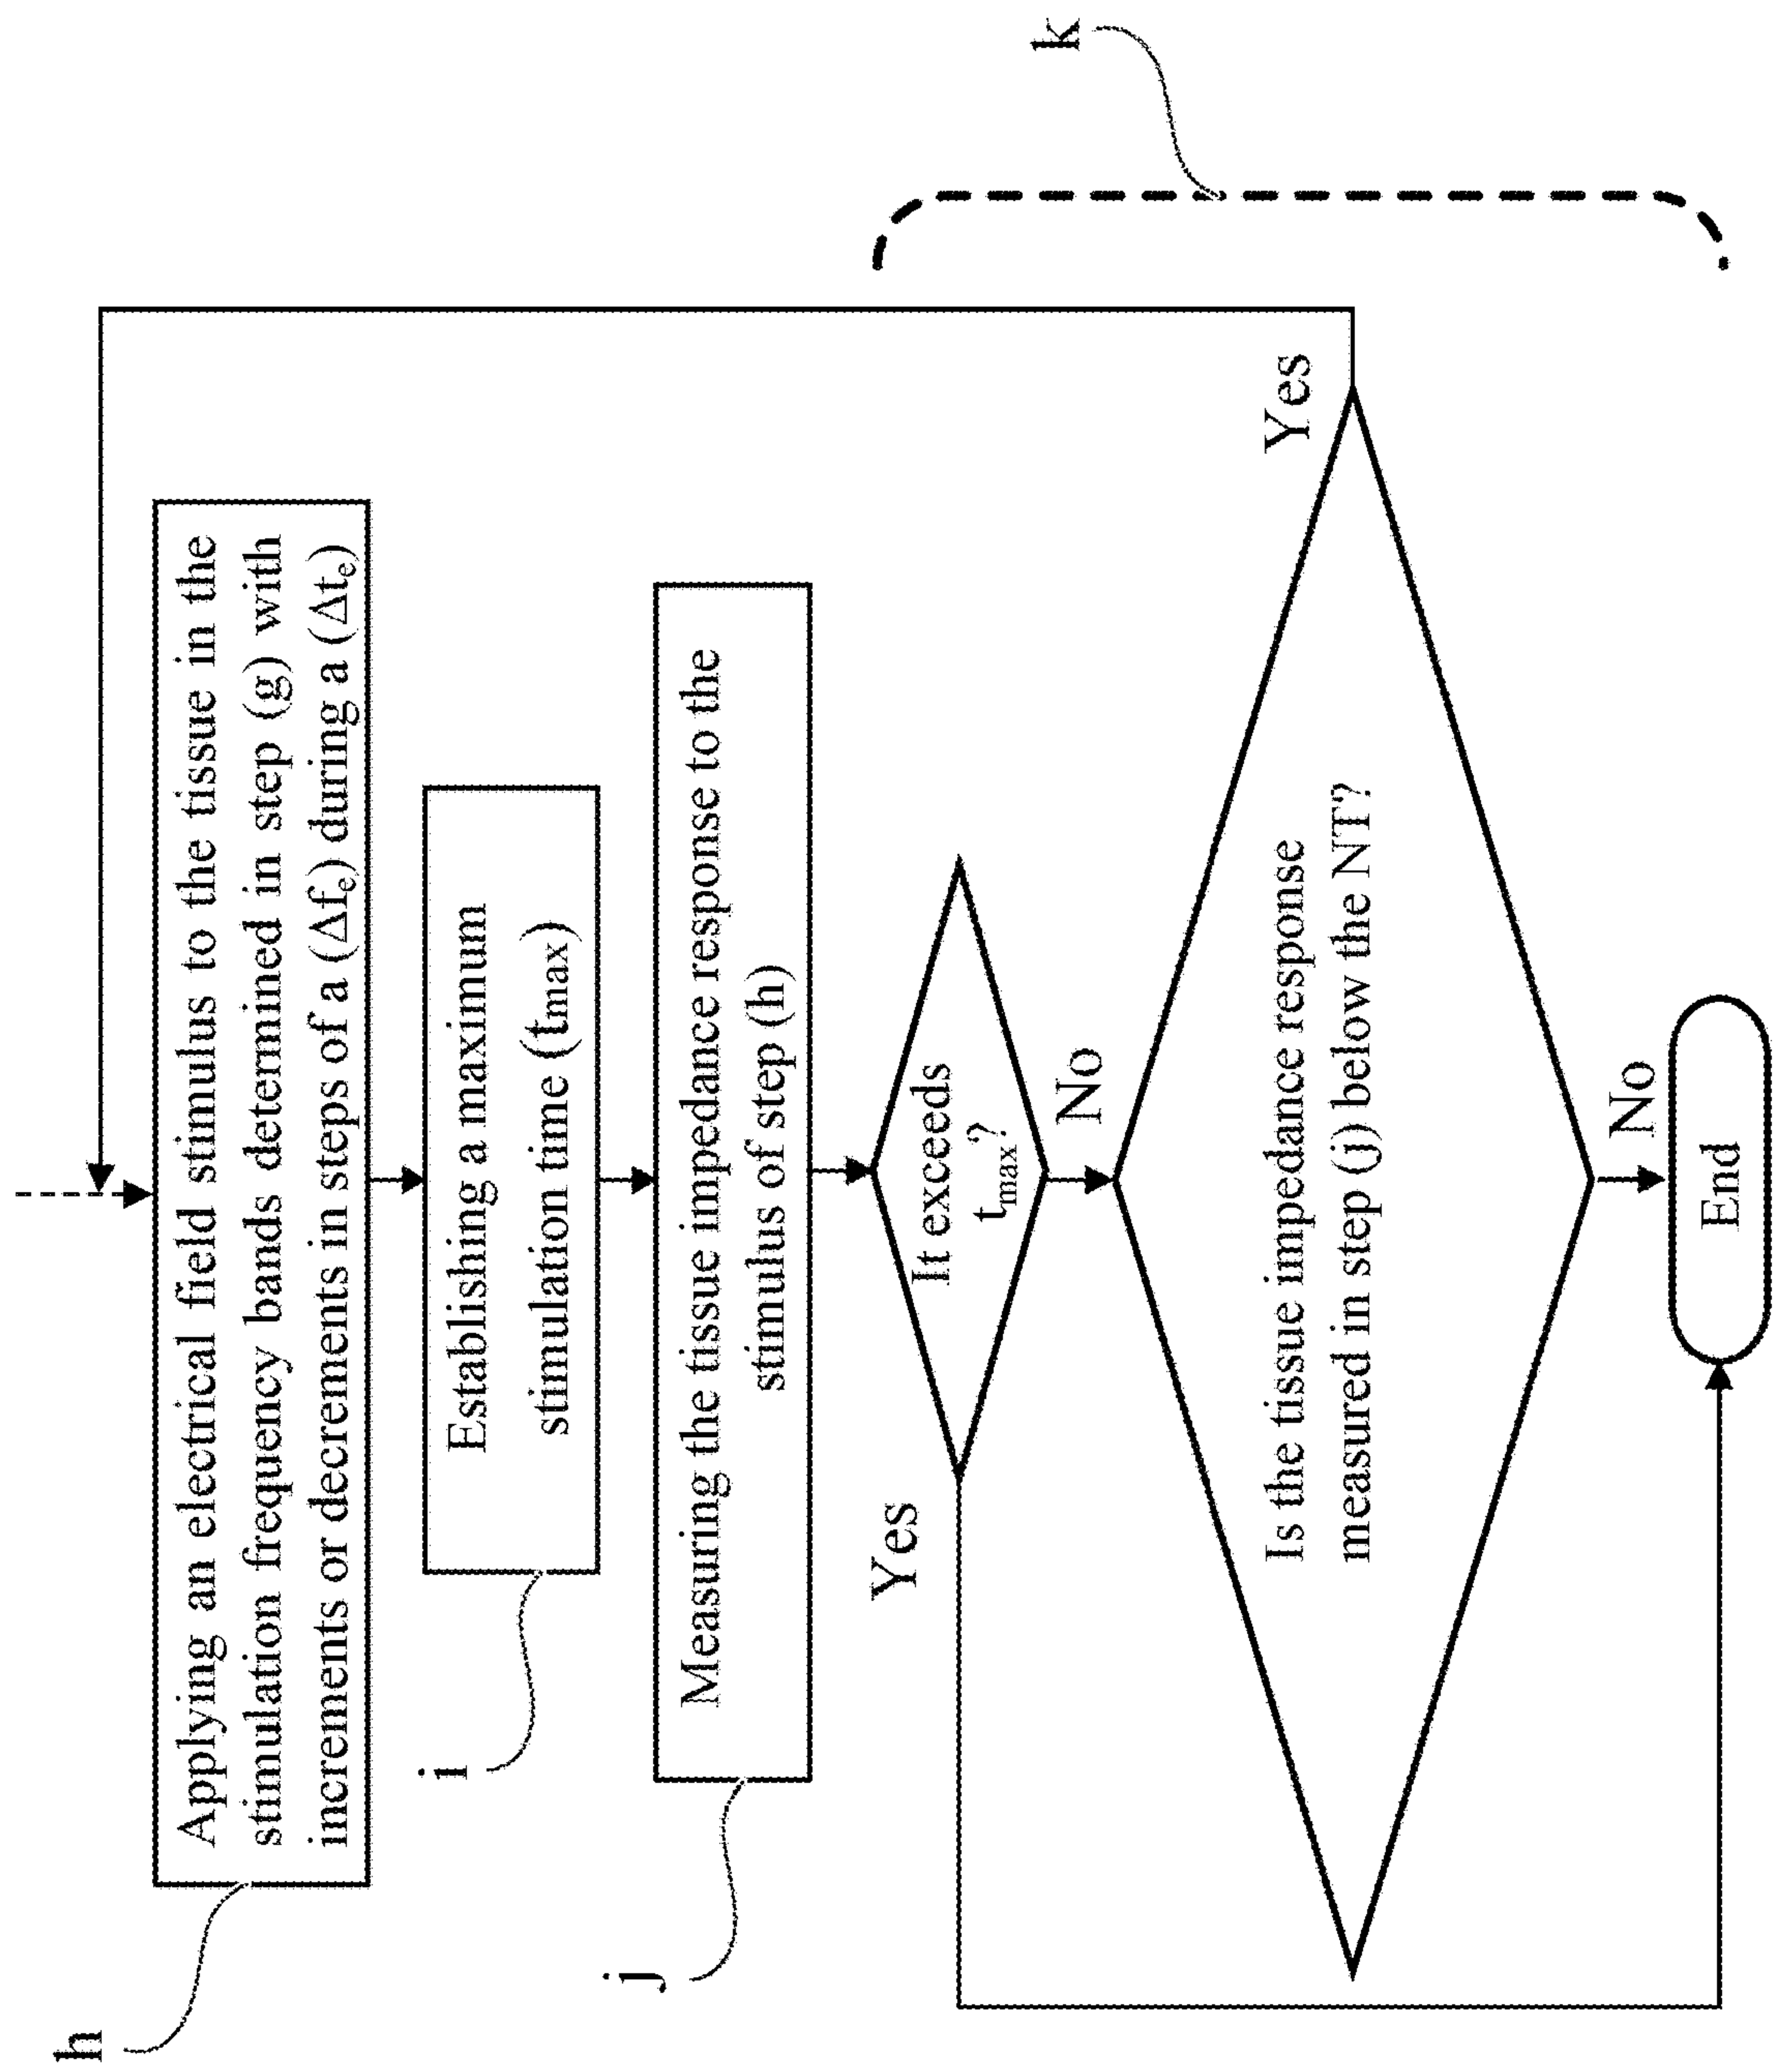 h
Applying an electrical field stimulus to the tissue in the
stimulation frequency bands determined in step (g) with
increments or decrements in steps of a (Δfe) during a (Δte)
i
Establishing a maximum
stimulation time (tmax)
j
Measuring the tissue impedance response to the
stimulus of step (h)
k
Yes
It exceeds
tmax?
No
Is the tissue impedance response
measured in step (j) below the NT?
Yes
No
End